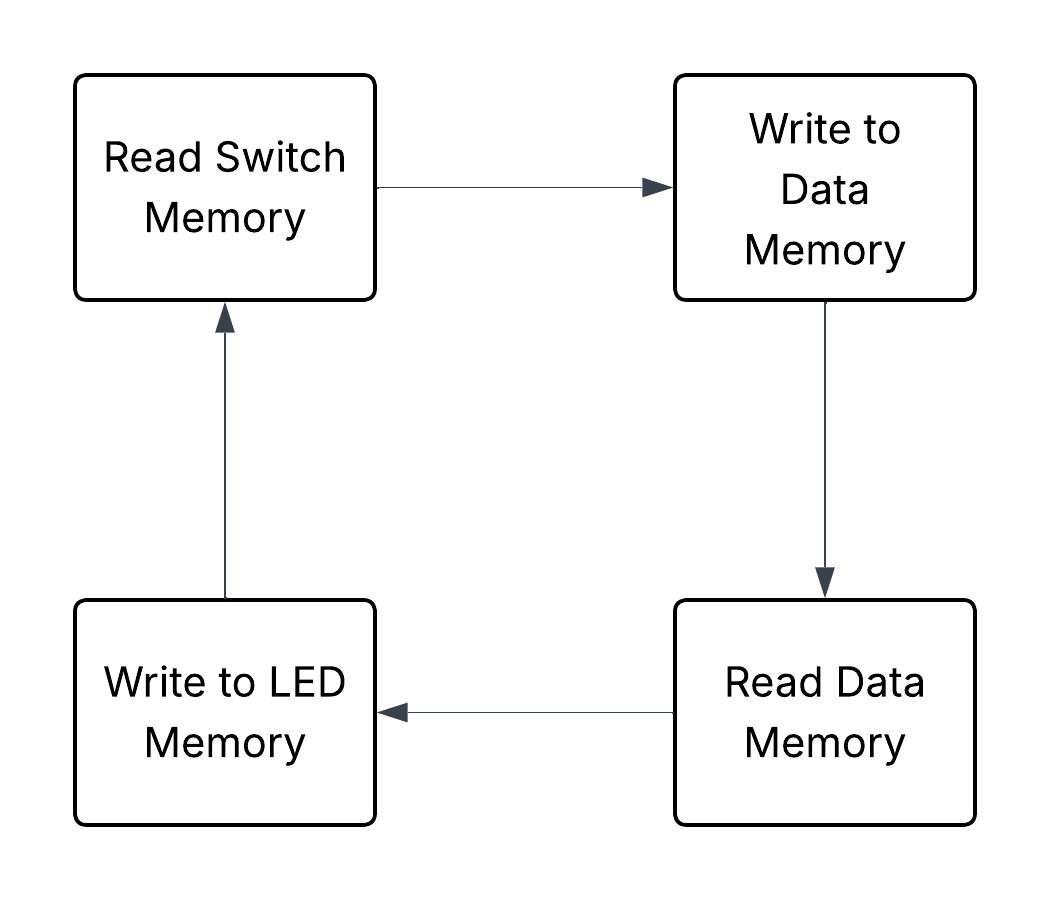 Read Switch
Memory
Write to
Data
Memory
Write to LED
Memory
Read Data
Memory